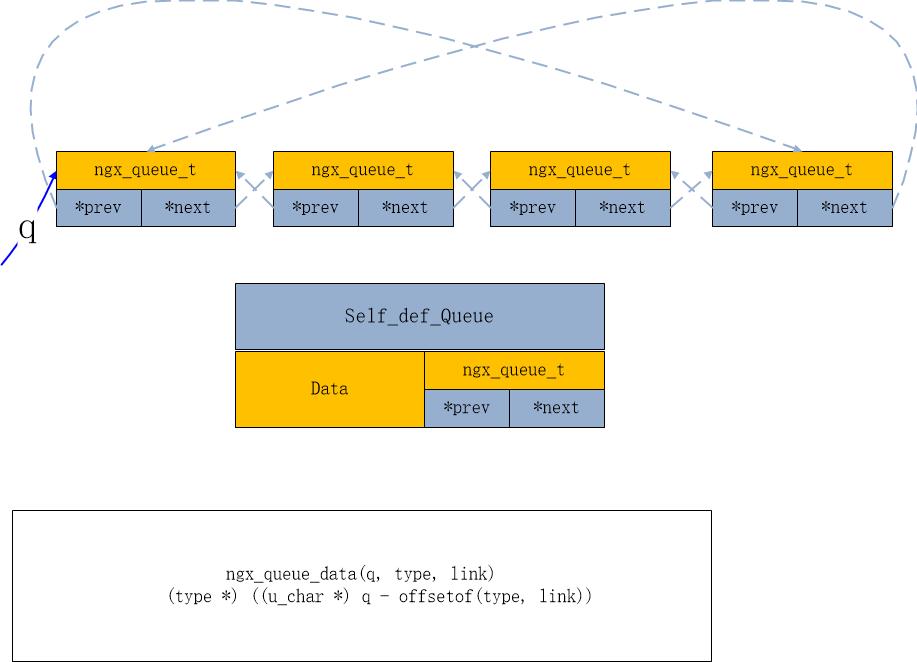 ngx_queue_t ngx_queue_t ngx_queue_t ngx_queue_t
*prev *next *prev *next *prev *next *prev *next
q
Self_def_Queue
Data
ngx_queue_t
*prev *next
ngx_queue_data(q, type, link)
(type *) ((u_char *) q - offsetof(type, link))